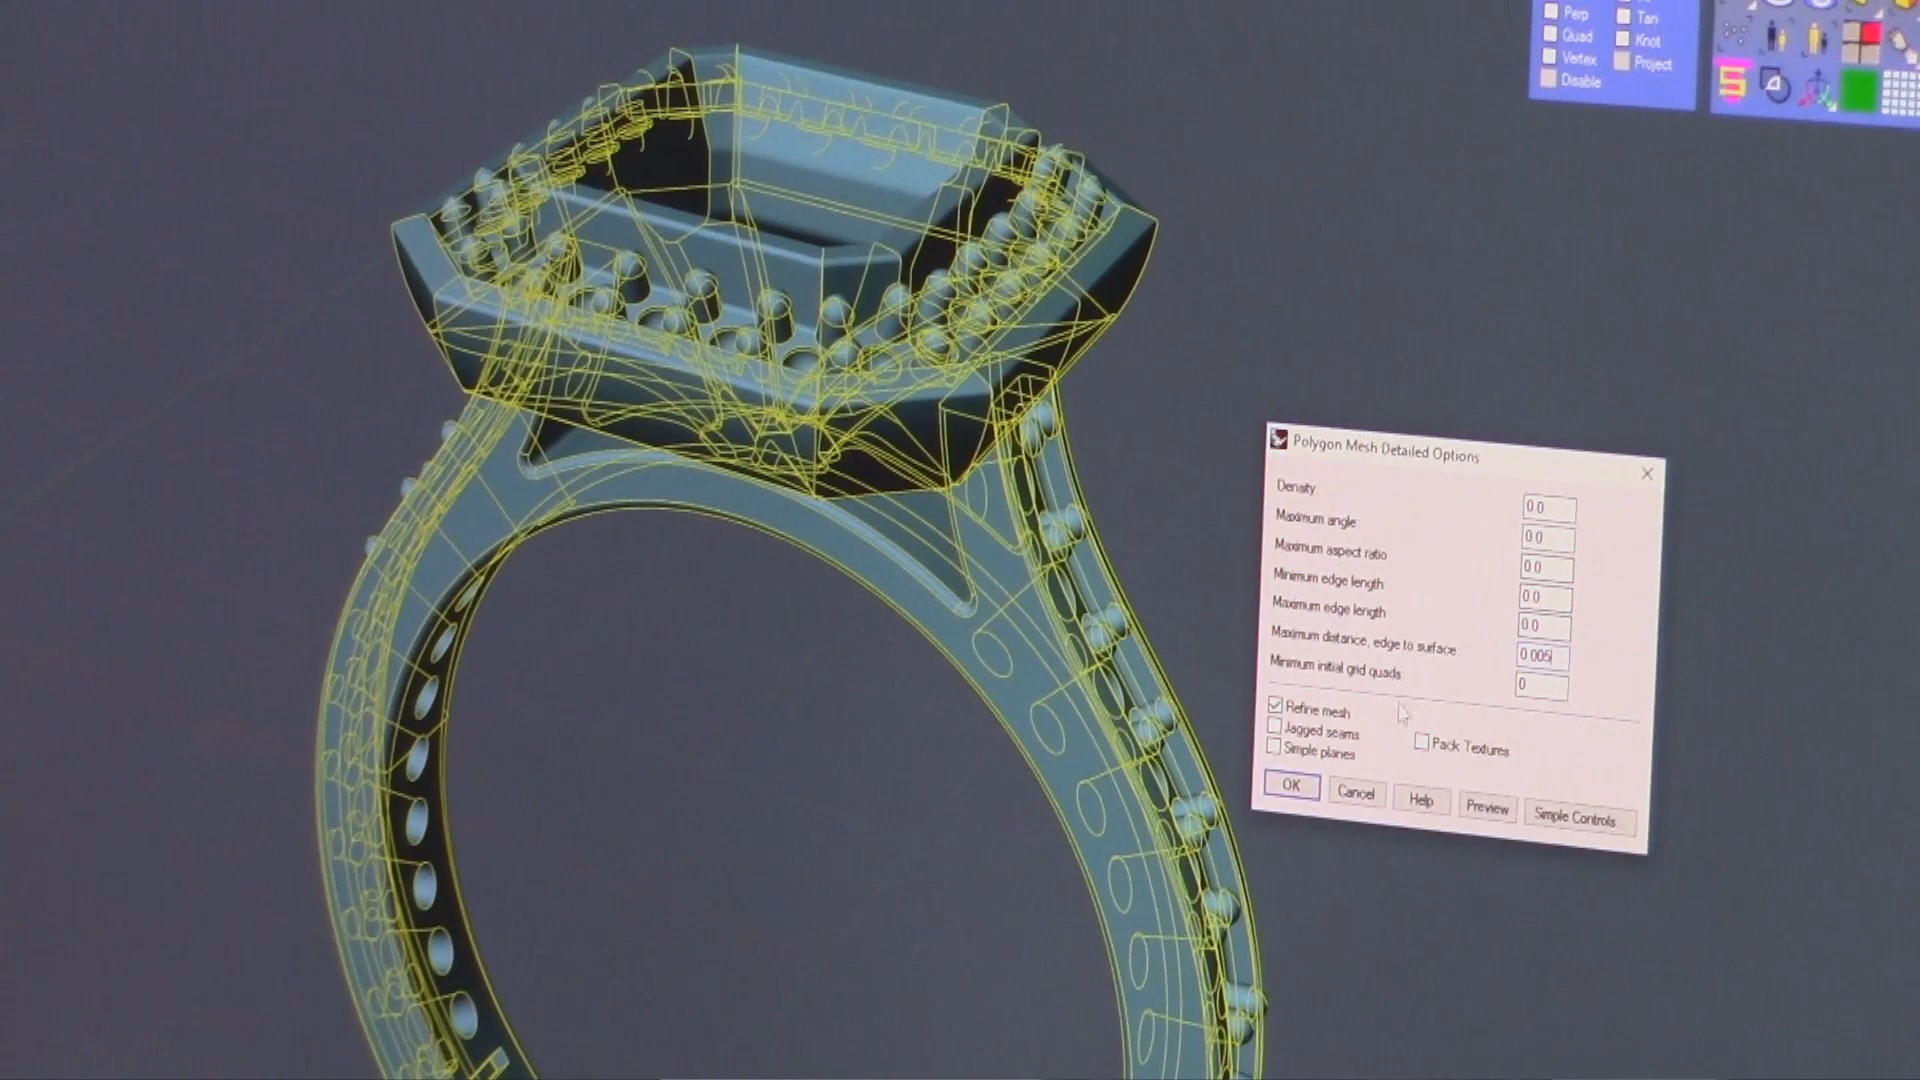 Perp
Tan
Quad
Knot
Vertex
Project
Disable
Polygon Mesh Detailed Options
Density
0.0
Maximum angle:
0.0
Maximum aspect ratio
0.0
Minimum edge length:
0.0
Maximum edge length
0.0
Maximum distance, edge to surface:
0.005
Minimum initial grid quads:
0
Refine mesh
Jagged seams
Pack Textures
Simple planes
OK
Cancel
Help
Preview
Simple Controls...